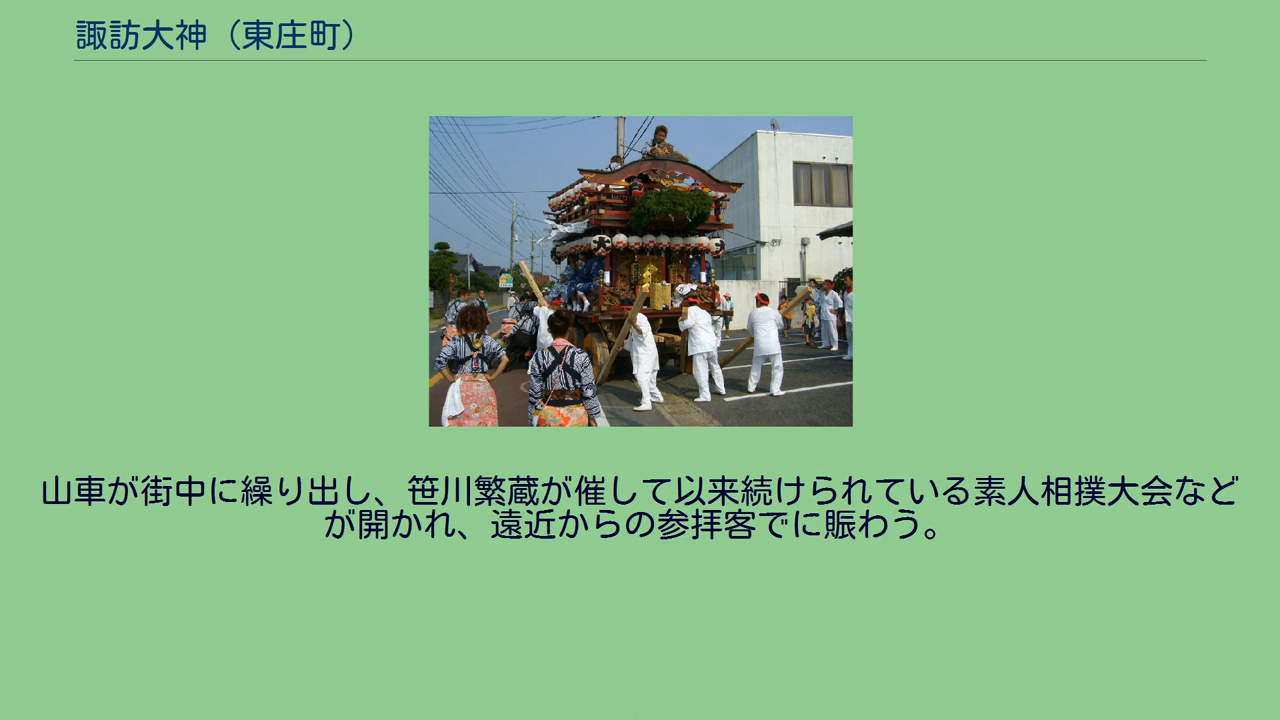 諏訪大神（東庄町）
大
山車が街中に繰り出し、笹川繁蔵が催して以来続けられている素人相撲大会など
が開かれ、遠近からの参拝客でに賑わう。